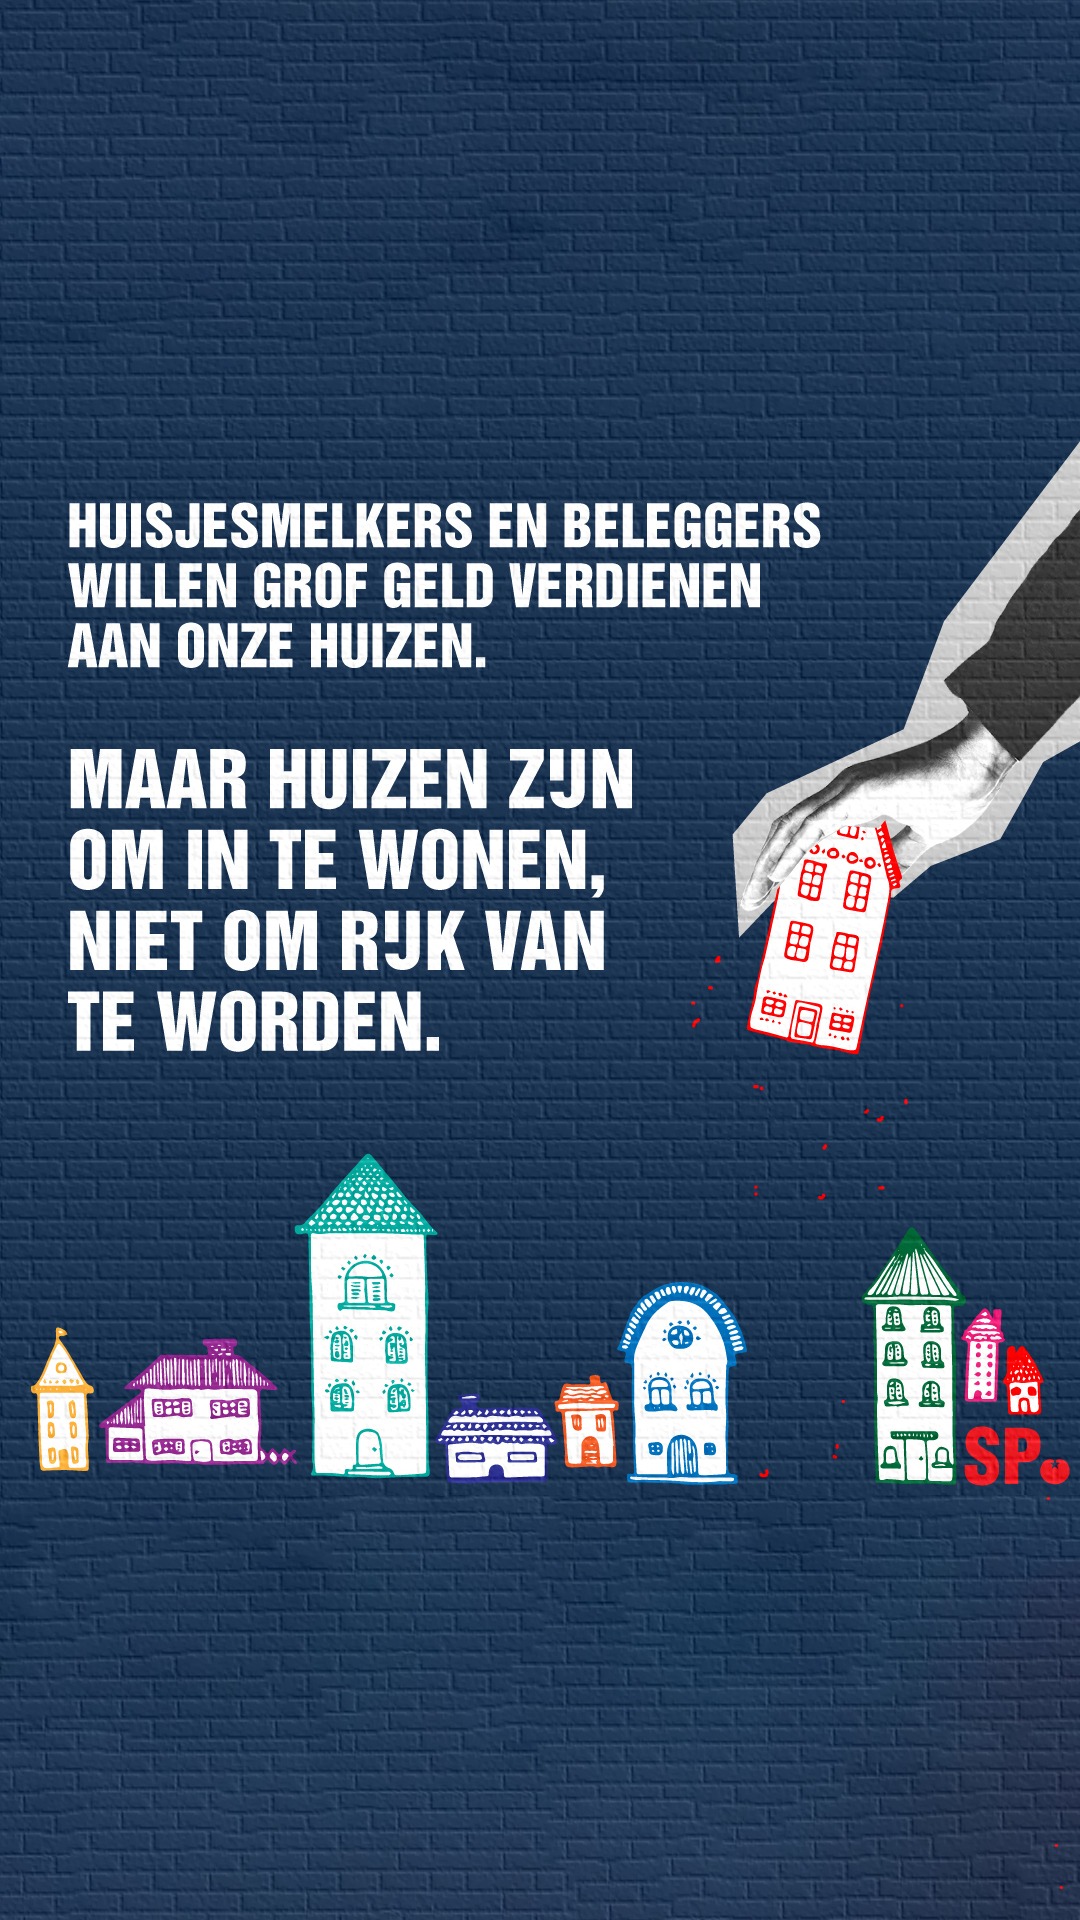 HUISJESMELKERS EN BELEGGERS
WILLEN GROF GELD VERDIENEN
AAN ONZE HUIZEN.
MAAR HUIZEN ZIJN
OM IN TE WONEN,
NIET OM RIJK VAN
TE WORDEN.
SP.